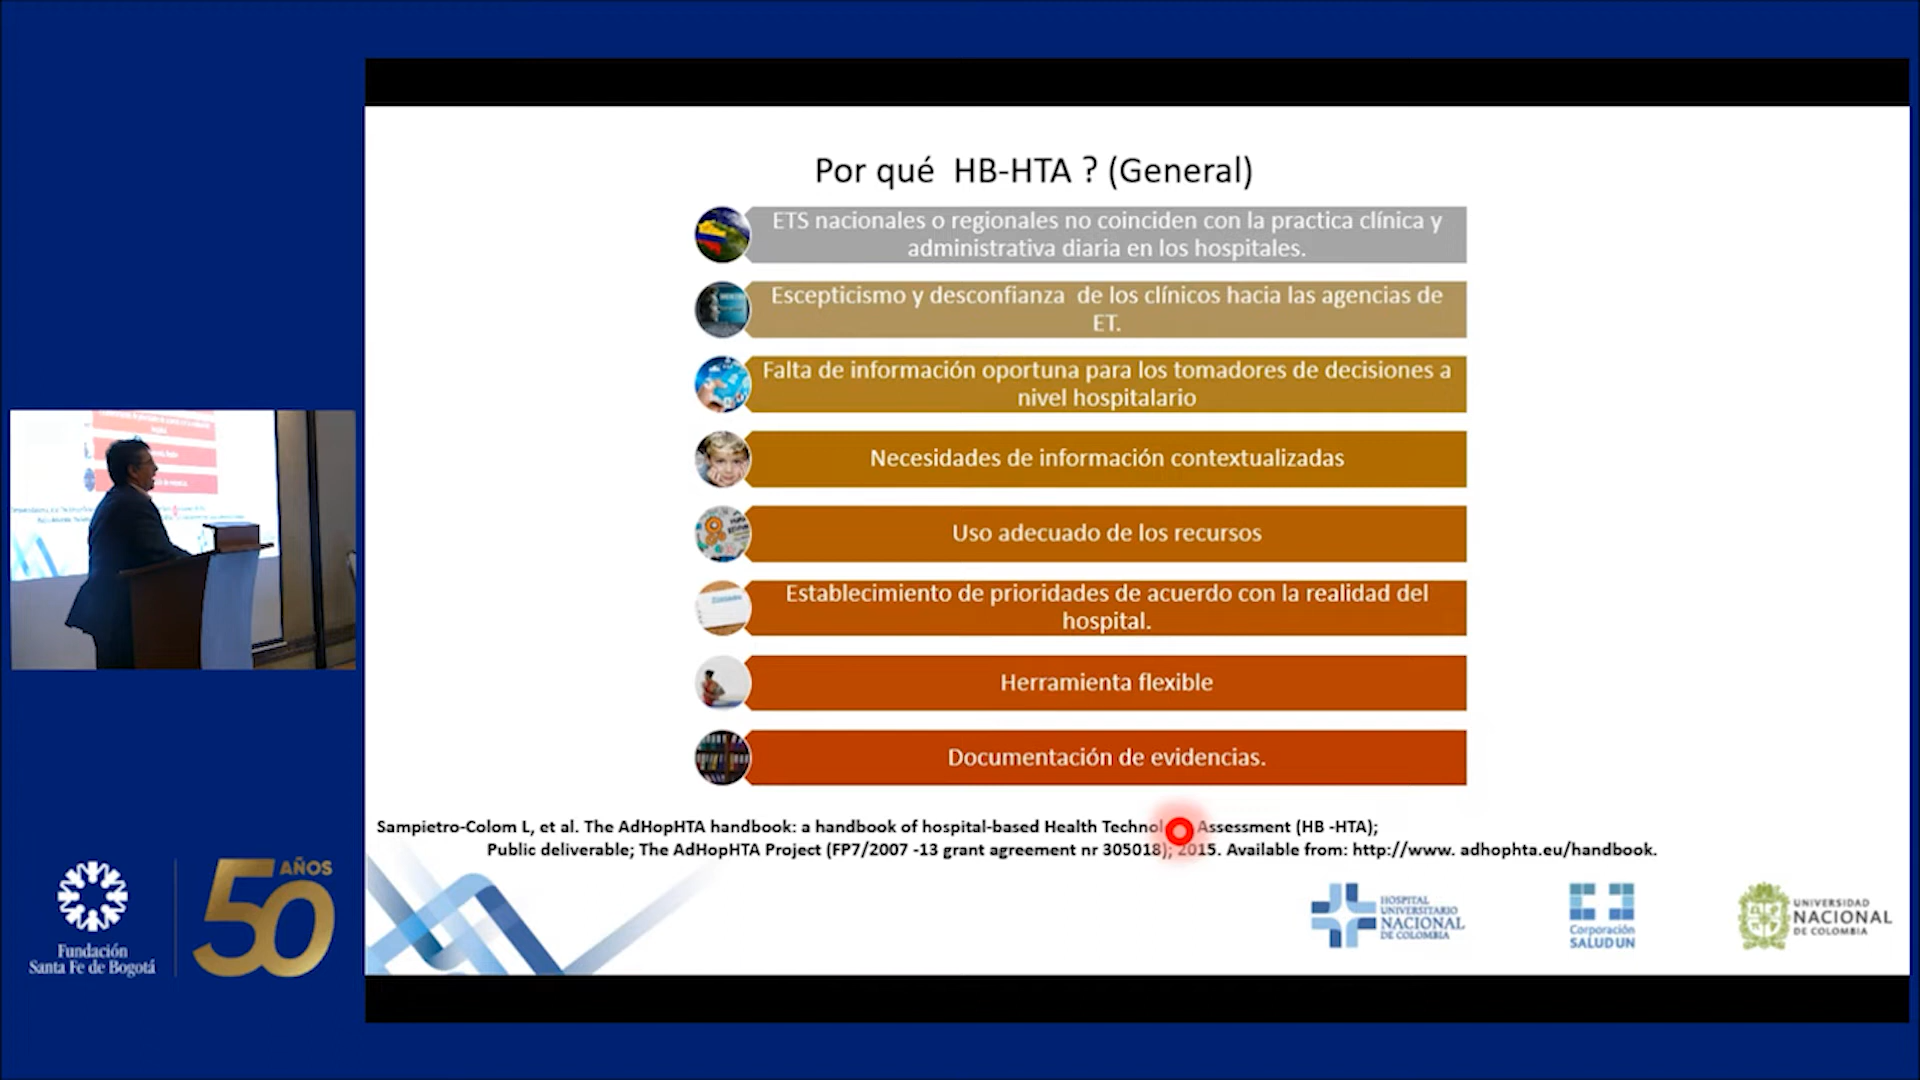 Por qué HB-HTA ? (General)
ETS nacionales o regionales no coinciden con la practica clínica y
administrativa diaria en los hospitales.
Escepticismo y desconfianza de los clínicos hacia las agencias de
ET.
Falta de información oportuna para los tomadores de decisiones a
nivel hospitalario
Necesidades de información contextualizadas
Uso adecuado de los recursos
Establecimiento de prioridades de acuerdo con la realidad del
hospital.
Herramienta flexible
Documentación de evidencias.
Sampietro-Colom L, et al. The AdHopHTA handbook: a handbook of hospital-based Health Technol Assessment (HB -HTA);
Public deliverable; The AdHopHTA Project (FP7/2007 -13 grant agreement nr 305018); 2015. Available from: http://www. adhophta.eu/handbook.
Fundación
Santa Fe de Bogotá
50 AÑOS
HOSPITAL
UNIVERSITARIO
NACIONAL
DE COLOMBIA
Corporación
SALUD UN
UNIVERSIDAD
NACIONAL
DE COLOMBIA